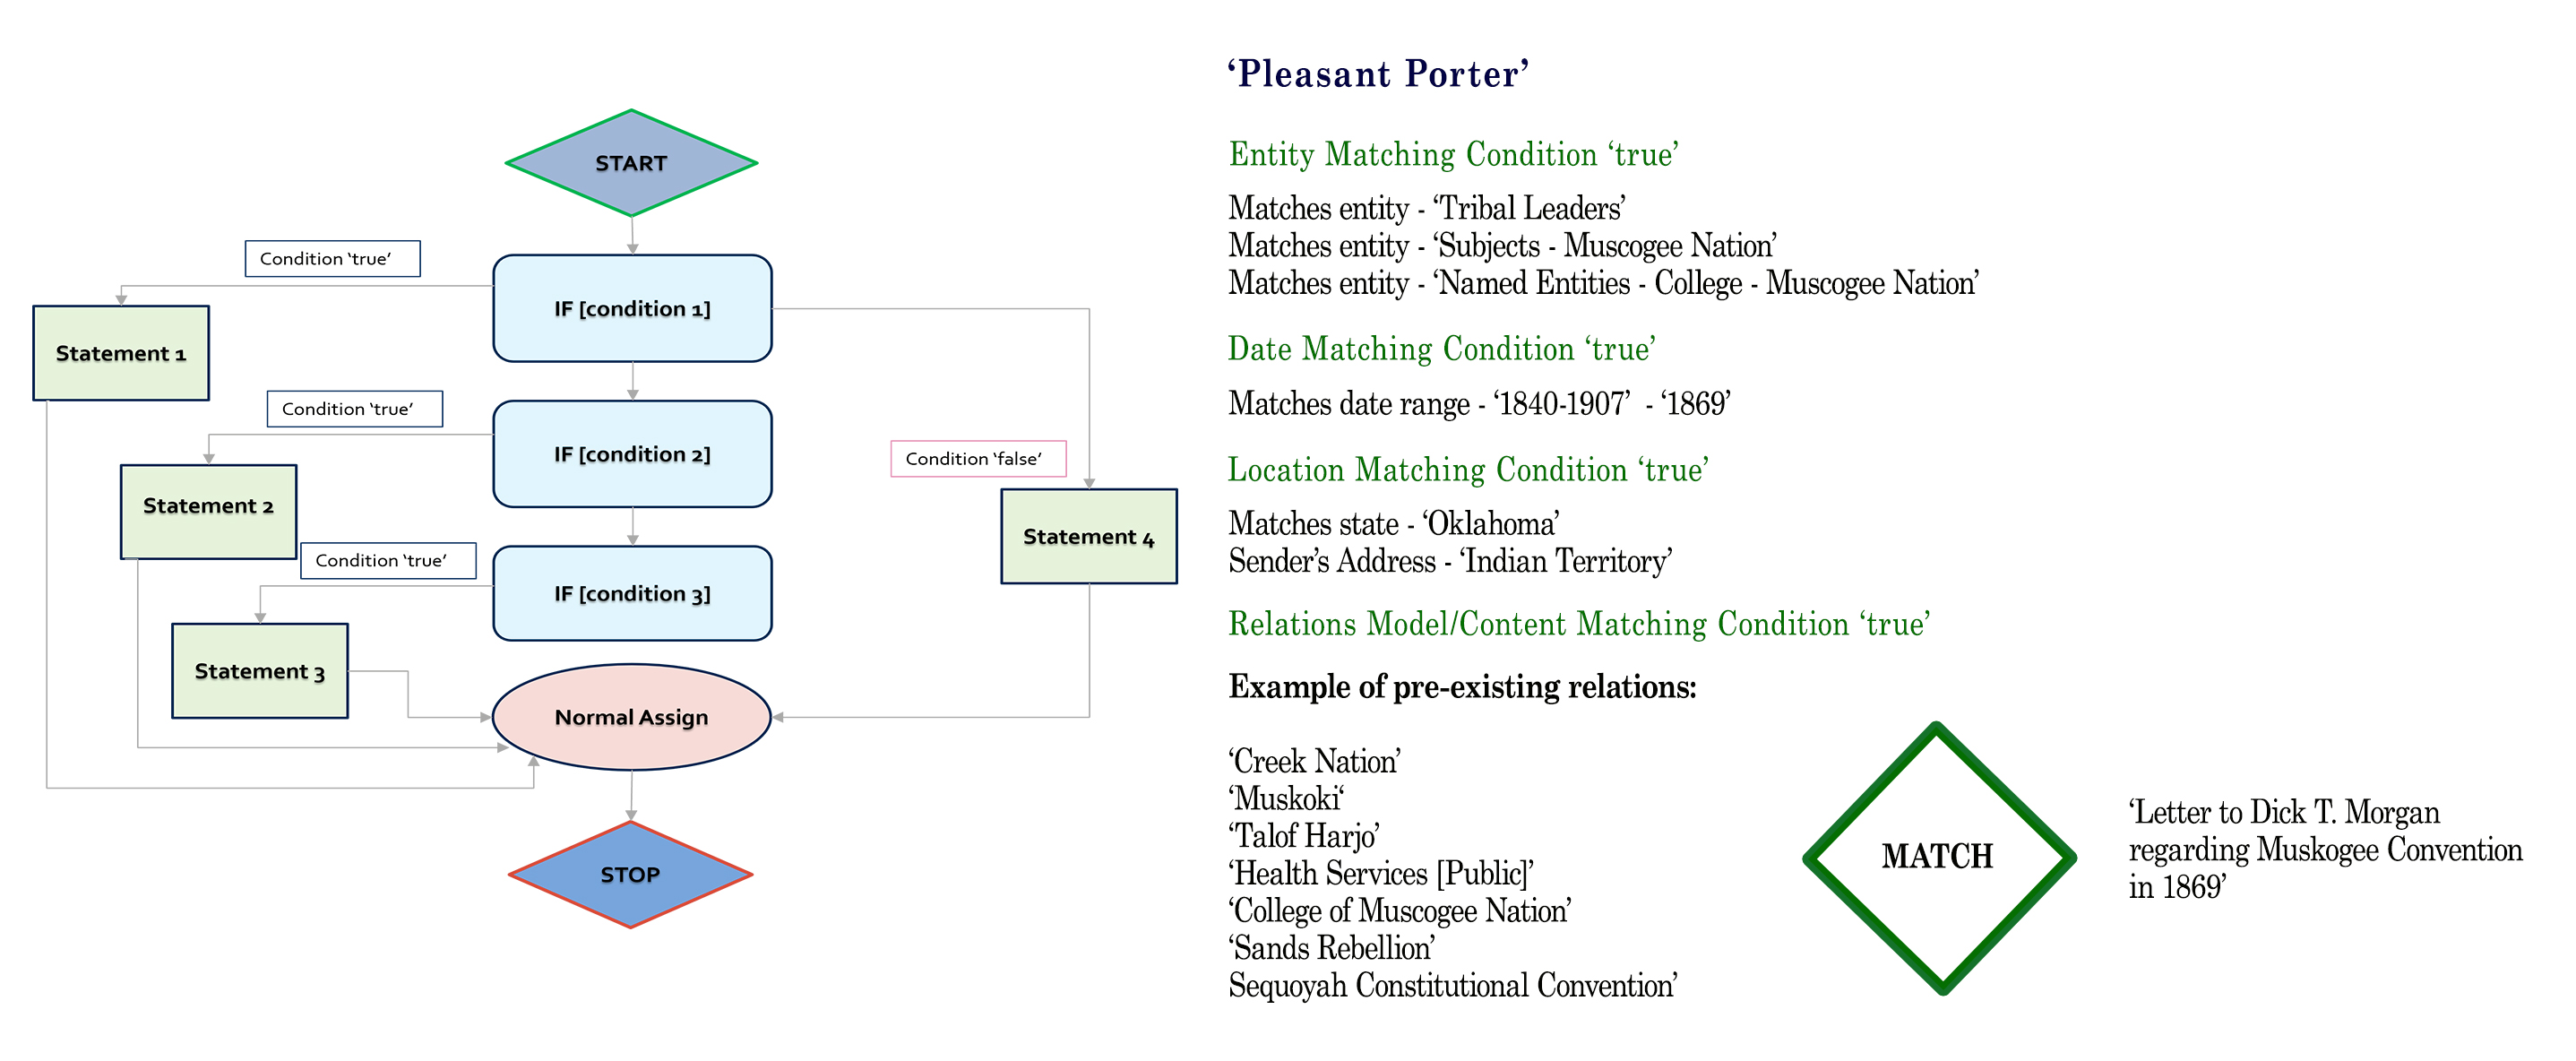 START
Condition ‘true’
IF [condition 1]
Statement 1
Condition ‘true’
IF [condition 2]
Condition ‘false’
Statement 2
Statement 4
Condition ‘true’
IF [condition 3]
Statement 3
Normal Assign
STOP
‘Pleasant Porter’
Entity Matching Condition ‘true’
Matches entity - ‘Tribal Leaders’
Matches entity - ‘Subjects - Muscogee Nation’
Matches entity - ‘Named Entities - College - Muscogee Nation’
Date Matching Condition ‘true’
Matches date range - ‘1840-1907’ - ‘1869’
Location Matching Condition ‘true’
Matches state - ‘Oklahoma’
Sender’s Address - ‘Indian Territory’
Relations Model/Content Matching Condition ‘true’
Example of pre-existing relations:
‘Creek Nation’
‘Muskoki‘
‘Talof Harjo’
‘Health Services [Public]’
‘College of Muscogee Nation’
‘Sands Rebellion’
Sequoyah Constitutional Convention’
MATCH
‘Letter to Dick T. Morgan
regarding Muskogee Convention
in 1869’